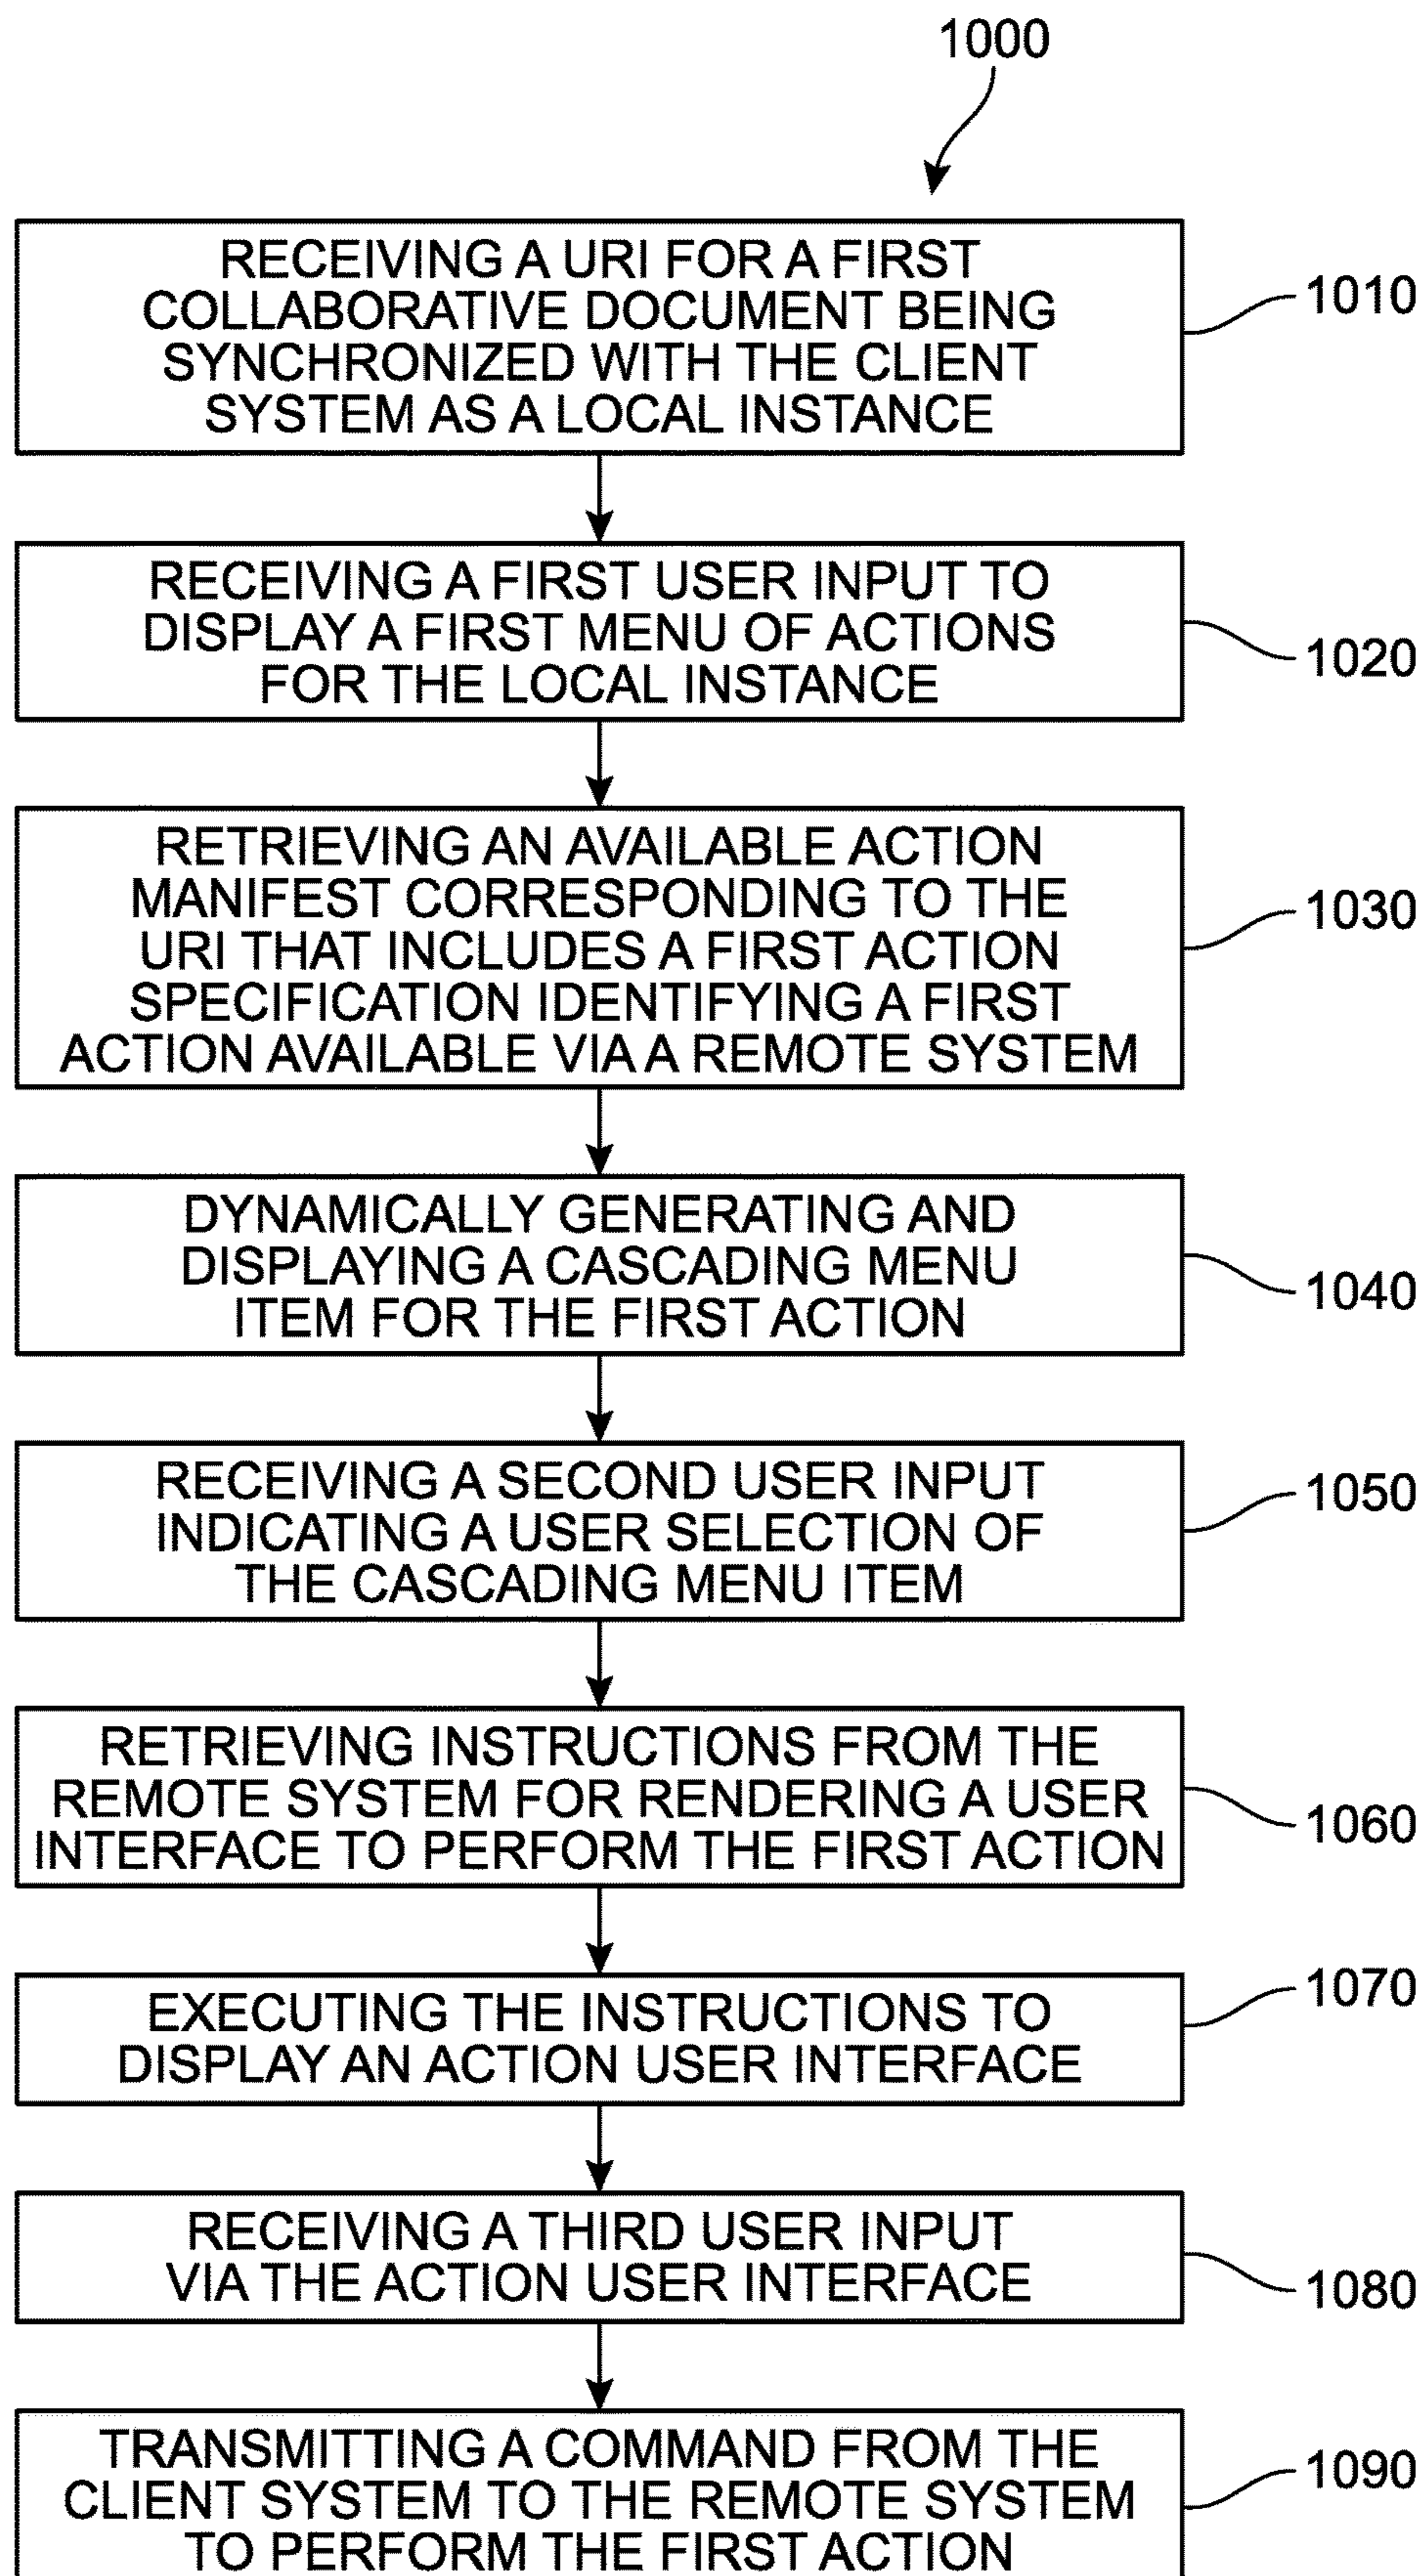 1000
RECEIVING A URI FOR A FIRST
COLLABORATIVE DOCUMENT BEING
SYNCHRONIZED WITH THE CLIENT
SYSTEM AS A LOCAL INSTANCE
1010
RECEIVING A FIRST USER INPUT TO
DISPLAY A FIRST MENU OF ACTIONS
FOR THE LOCAL INSTANCE
1020
RETRIEVING AN AVAILABLE ACTION
MANIFEST CORRESPONDING TO THE
URI THAT INCLUDES A FIRST ACTION
SPECIFICATION IDENTIFYING A FIRST
ACTION AVAILABLE VIA A REMOTE SYSTEM
1030
DYNAMICALLY GENERATING AND
DISPLAYING A CASCADING MENU
ITEM FOR THE FIRST ACTION
1040
RECEIVING A SECOND USER INPUT
INDICATING A USER SELECTION OF
THE CASCADING MENU ITEM
1050
RETRIEVING INSTRUCTIONS FROM THE
REMOTE SYSTEM FOR RENDERING A USER
INTERFACE TO PERFORM THE FIRST ACTION
1060
EXECUTING THE INSTRUCTIONS TO
DISPLAY AN ACTION USER INTERFACE
1070
RECEIVING A THIRD USER INPUT
VIA THE ACTION USER INTERFACE
1080
TRANSMITTING A COMMAND FROM THE
CLIENT SYSTEM TO THE REMOTE SYSTEM
TO PERFORM THE FIRST ACTION
1090